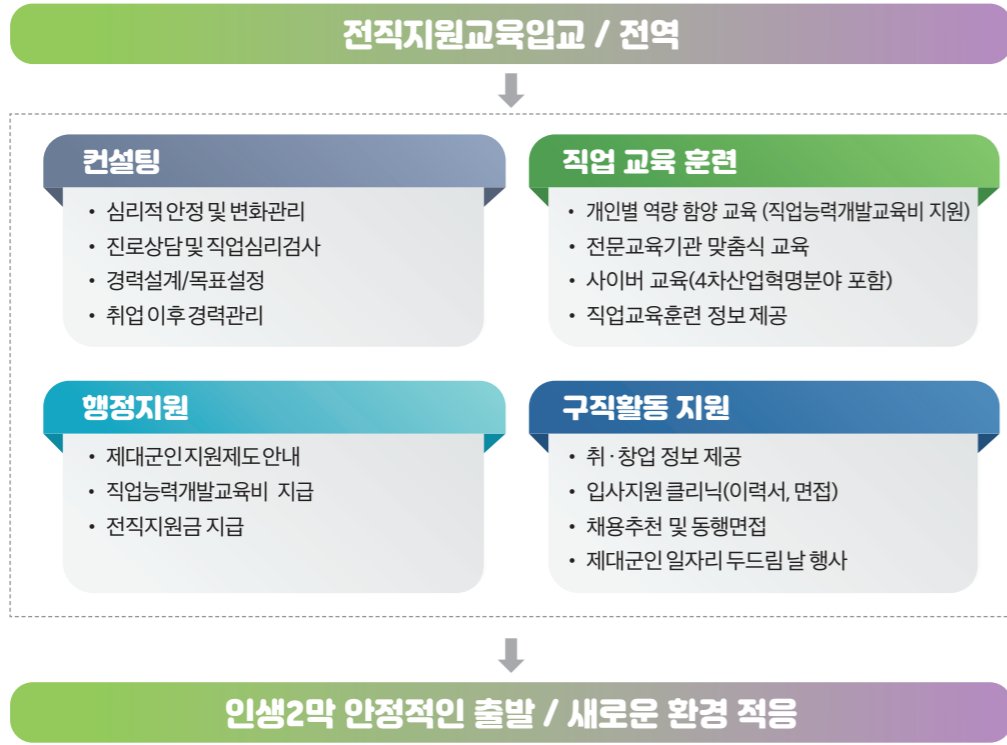 전직지원교육입교 / 전역
컨설팅
• 심리적 안정 및 변화관리
• 진로상담 및 직업심리검사
• 경력설계/목표설정
• 취업 이후 경력관리
직업 교육 훈련
• 개인별 역량 함양 교육 (직업능력개발교육비 지원)
• 전문교육기관 맞춤식 교육
• 사이버 교육(4차산업혁명분야 포함)
• 직업교육훈련 정보 제공
행정지원
• 제대군인 지원제도 안내
• 직업능력개발교육비 지급
• 전직지원금 지급
구직활동 지원
• 취·창업 정보 제공
• 입사지원 클리닉(이력서, 면접)
• 채용추천 및 동행면접
• 제대군인 일자리 두드림 날 행사
인생2막 안정적인 출발 / 새로운 환경 적응